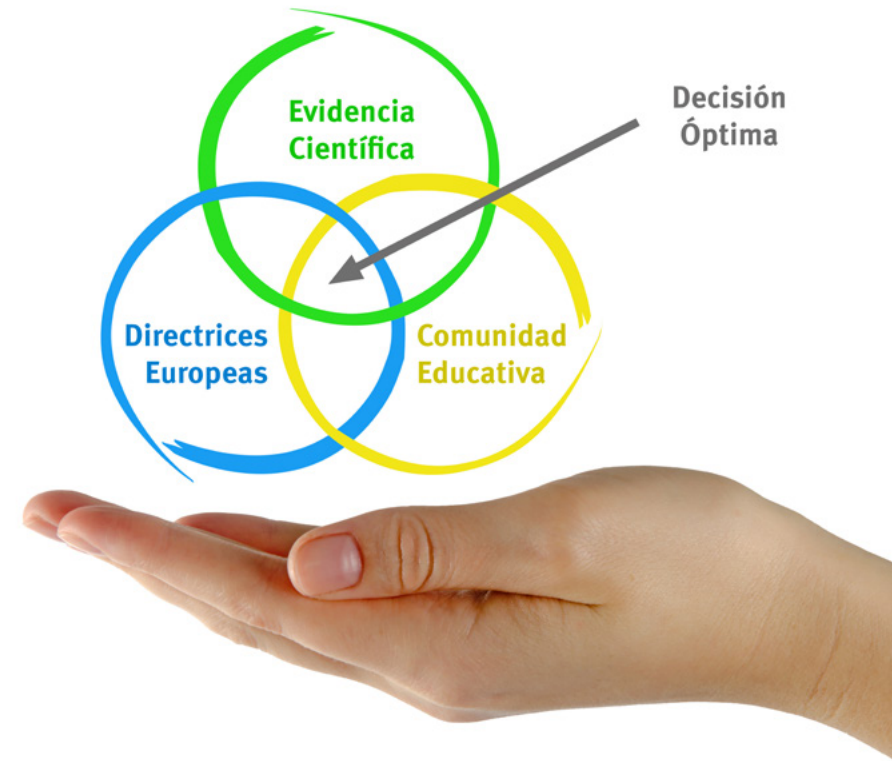 Evidencia
Científica
Decisión
Óptima
Directrices
Europeas
Comunidad
Educativa